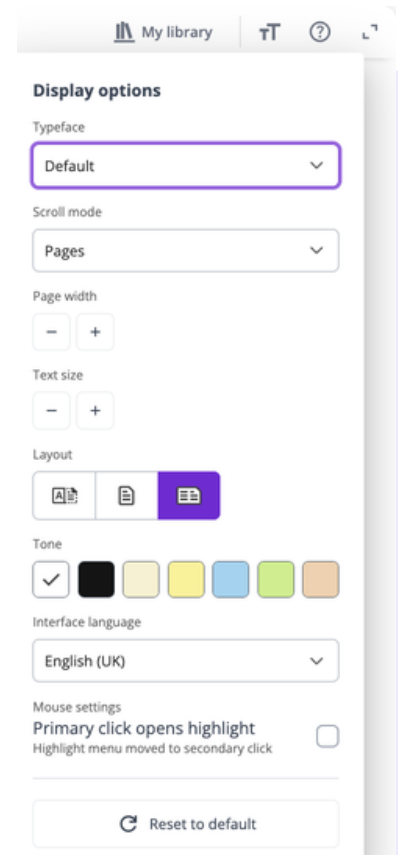 My library
Display options
Typeface
Default
Scroll mode
Pages
Page width
Text size
Layout
Tone
Interface language
English (UK)
Mouse settings
Primary click opens highlight
Highlight menu moved to secondary click
Reset to default